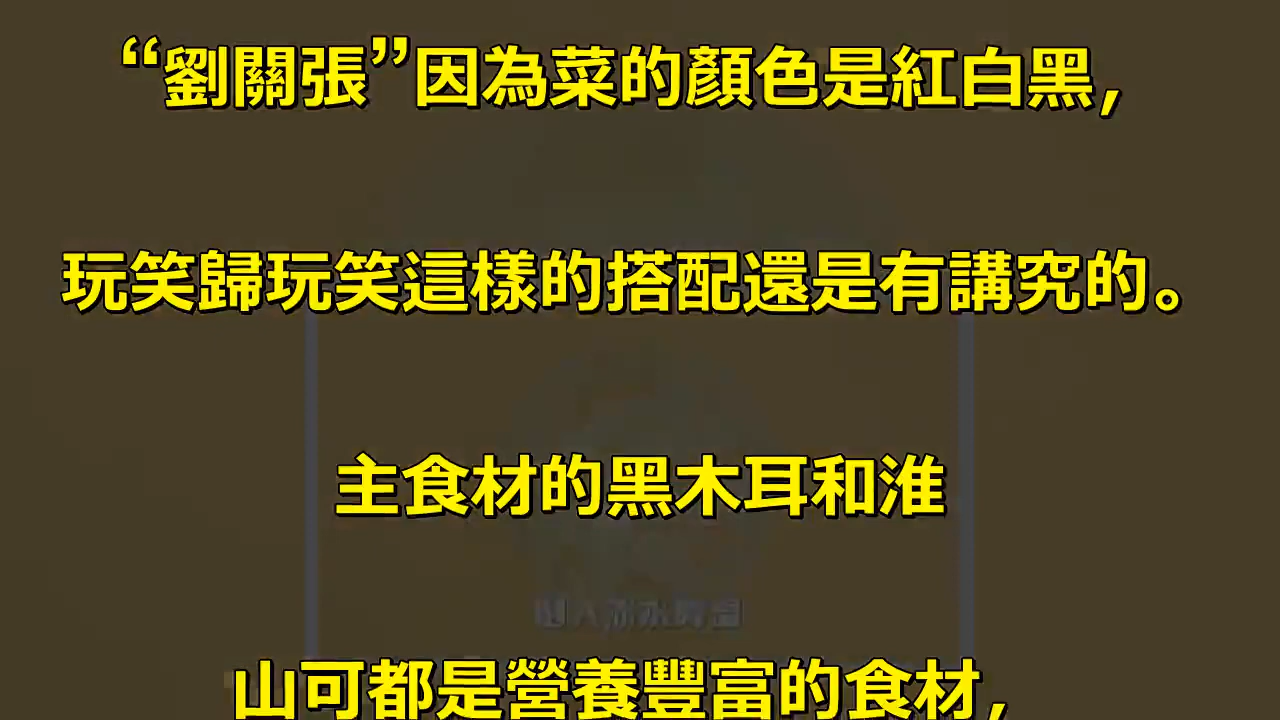 “劉關張”因為菜的顏色是紅白黑,
玩笑歸玩笑這樣的搭配還是有講究的。
主食材的黑木耳和淮
山可都是營養豐富的食材,